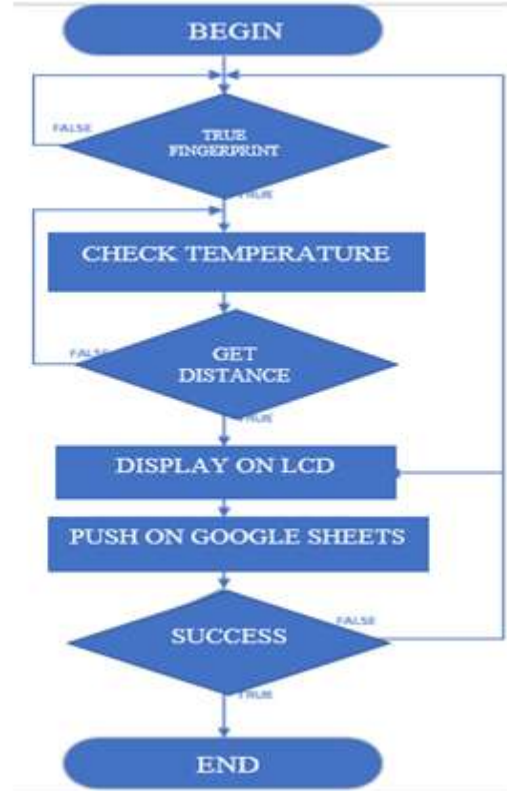 BEGIN
FALSE
TRUE
FINGERPRINT
TRUE
CHECK TEMPERATURE
FALSE
GET
DISTANCE
TRUE
DISPLAY ON LCD
PUSH ON GOOGLE SHEETS
FALSE
SUCCESS
TRUE
END